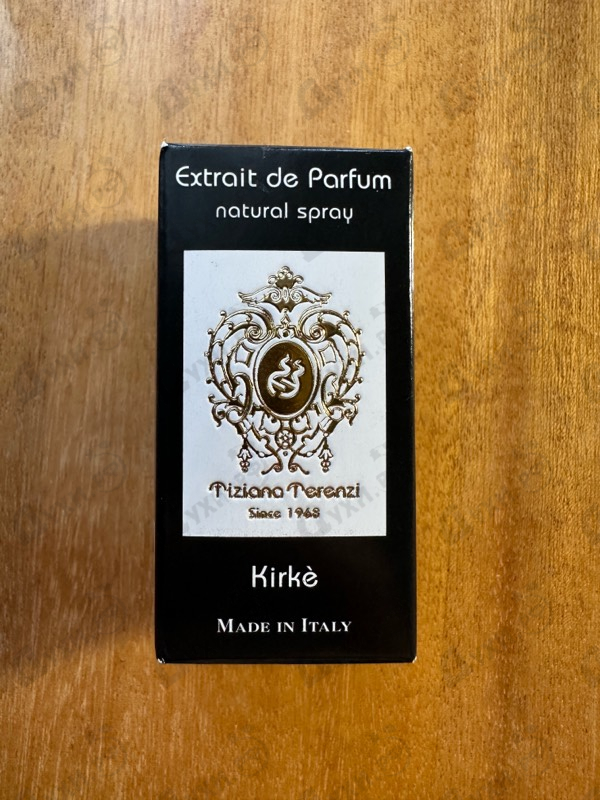 Extrait de Parfum
natural spray
Tiziana Terenzi
Since 1968
Kirkè
MADE IN ITALY